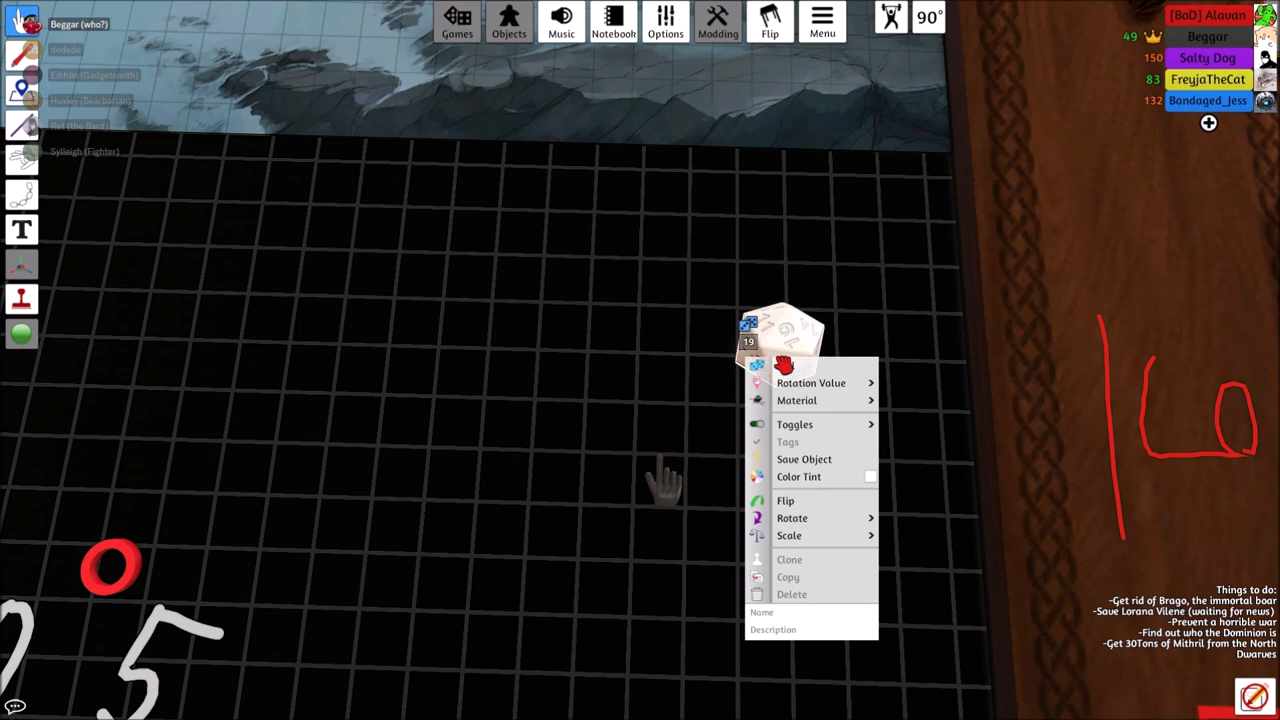 Beggar (who?)
dedede
Eibhlin (Gadgetsmith)
Huxley (Bearbarian)
Ret (the Bard)
Sylleigh (Fighter)
T
Games
Objects
Music
Notebook
Options
Modding
Flip
Menu
90°
[BoD] Alavan
49 Beggar
150 Salty Dog
83 FreyjaTheCat
132 Bandaged_Jess
11
19
Rotation Value
Material
Toggles
Tags
Save Object
Color Tint
Flip
Rotate
Scale
Clone
Copy
Delete
Name
Description
5
Things to do:
-Get rid of Brago, the immortal boar
-Save Lorana Vilene (waiting for news)
-Prevent a horrible war
-Find out who the Dominion is
-Get 30Tons of Mithril from the North
Dwarves